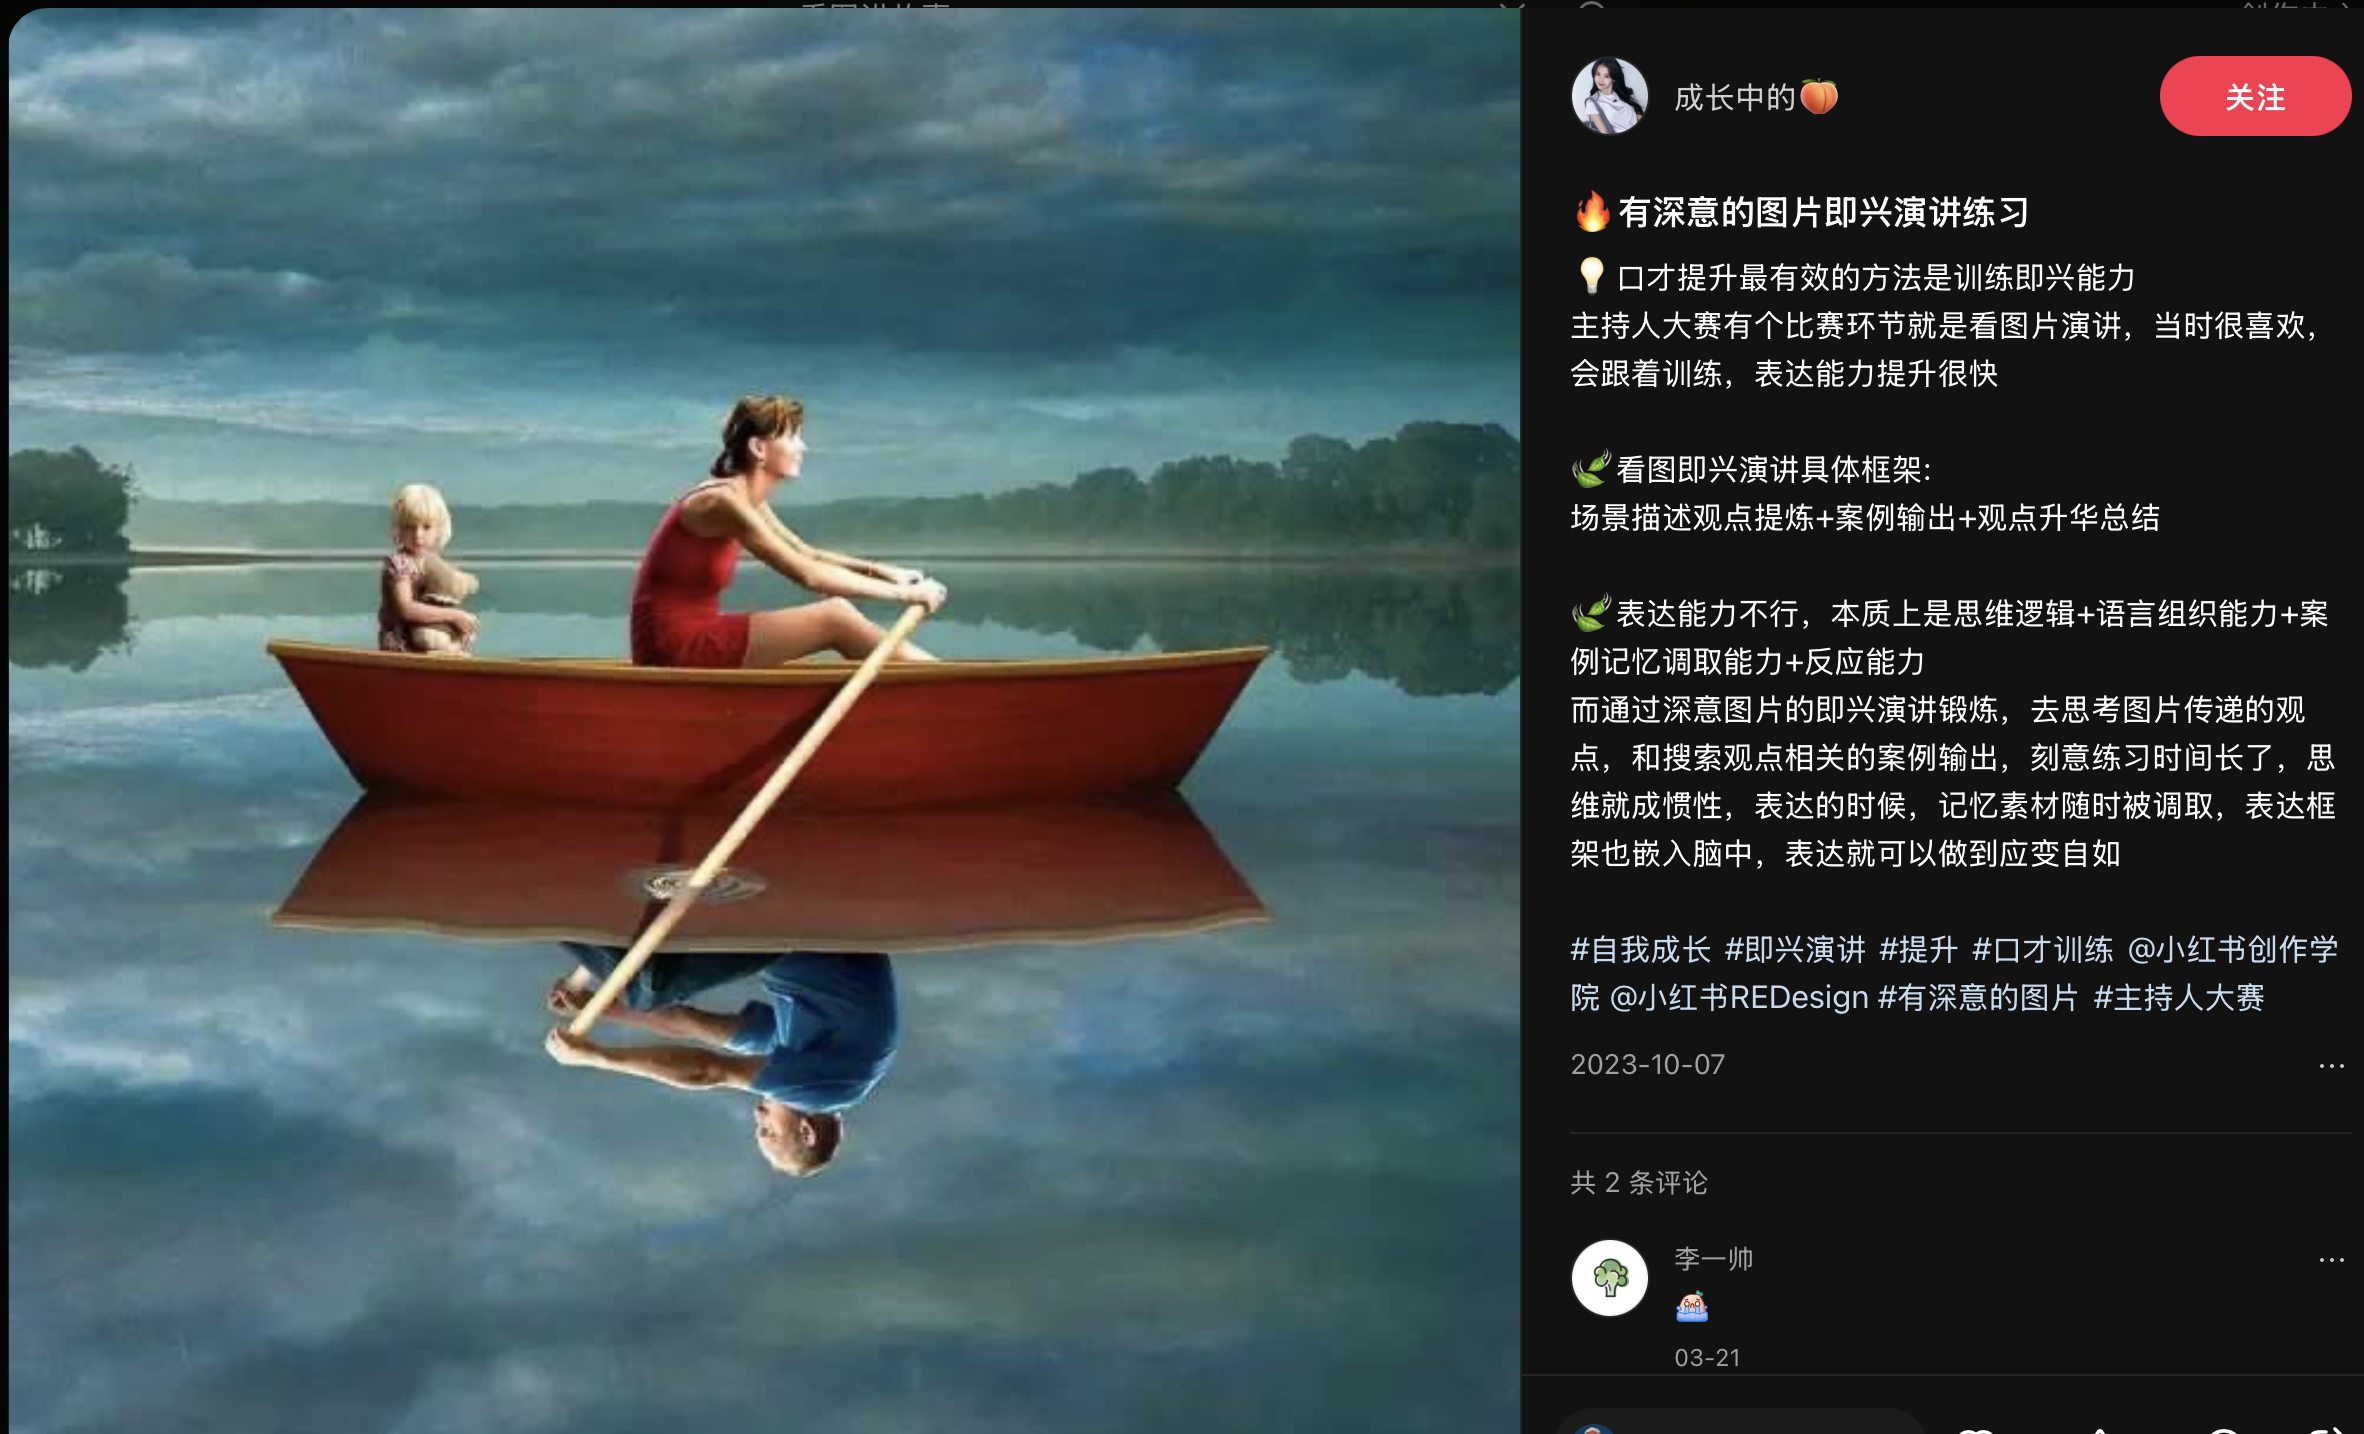 成长中的🍑
关注
🔥有深意的图片即兴演讲练习
💡口才提升最有效的方法是训练即兴能力
主持人大赛有个比赛环节就是看图片演讲，当时很喜欢，
会跟着训练，表达能力提升很快
🍃看图即兴演讲具体框架:
场景描述观点提炼+案例输出+观点升华总结
🍃表达能力不行，本质上是思维逻辑+语言组织能力+案
例记忆调取能力+反应能力
而通过深意图片的即兴演讲锻炼，去思考图片传递的观
点，和搜索观点相关的案例输出，刻意练习时间长了，思
维就成惯性，表达的时候，记忆素材随时被调取，表达框
架也嵌入脑中，表达就可以做到应变自如
#自我成长 #即兴演讲 #提升 #口才训练 @小红书创作学
院 @小红书REDesign #有深意的图片 #主持人大赛
2023-10-07
共 2 条评论
李一帅
03-21